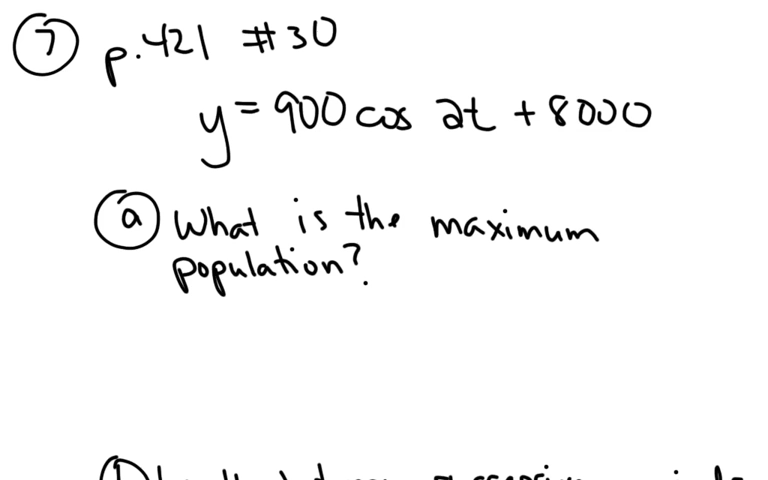 7 p.421 #30
y = 900 cos 2t + 8000
a What is the maximum
population?